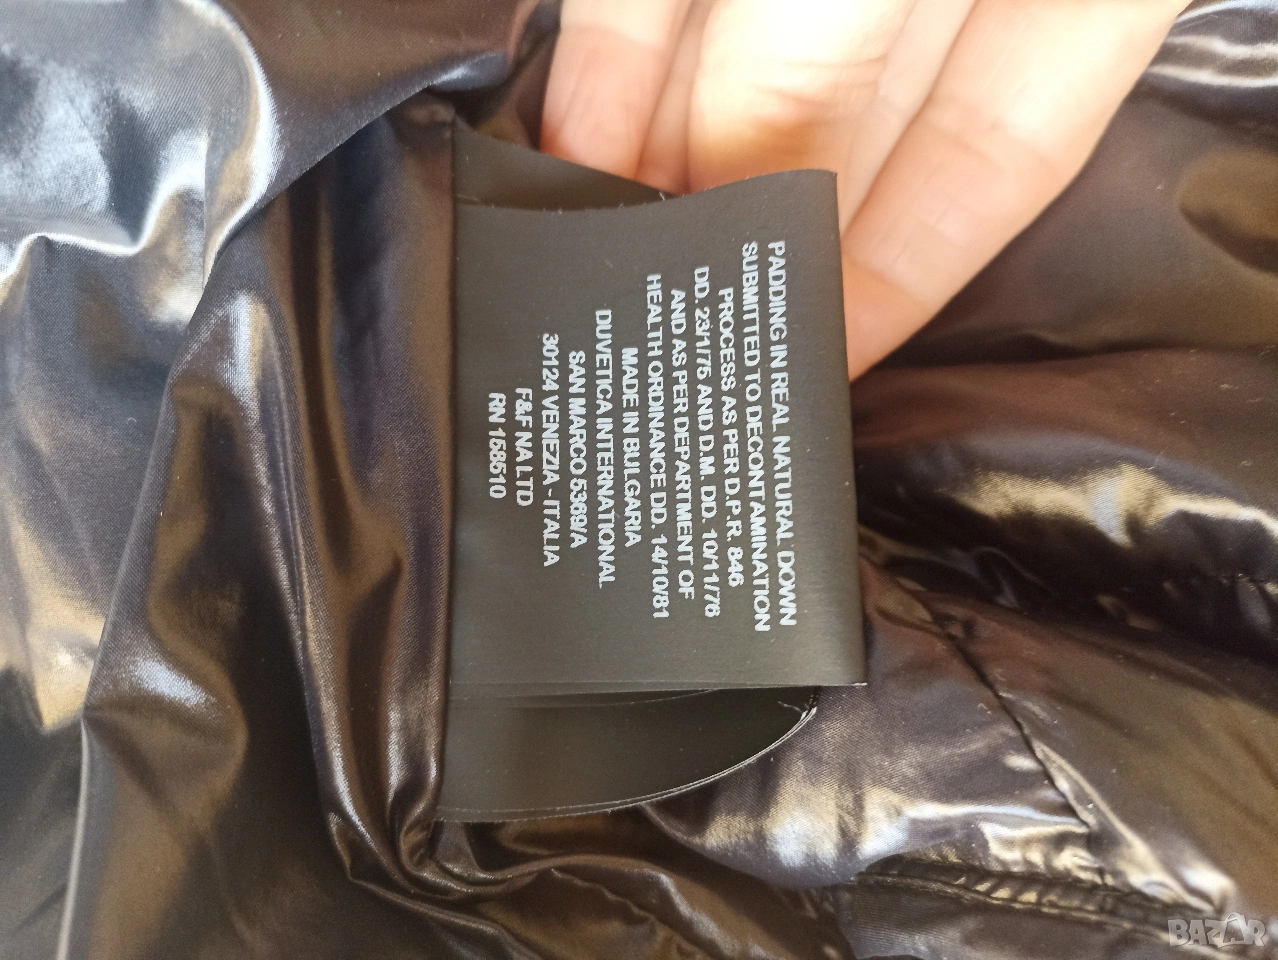 PADDING IN REAL NATURAL DOWN
SUBMITTED TO DECONTAMINATION
PROCESS AS PER D.P.R. 846
DD. 23/1/75 AND D.M. DD. 10/11/76
AND AS PER DEPARTMENT OF
HEALTH ORDINANCE DD. 14/10/81
MADE IN BULGARIA
DUVETICA INTERNATIONAL
SAN MARCO 5369/A
30124 VENEZIA - ITALIA
F&F NA LTD
RN 158510
BAZAR